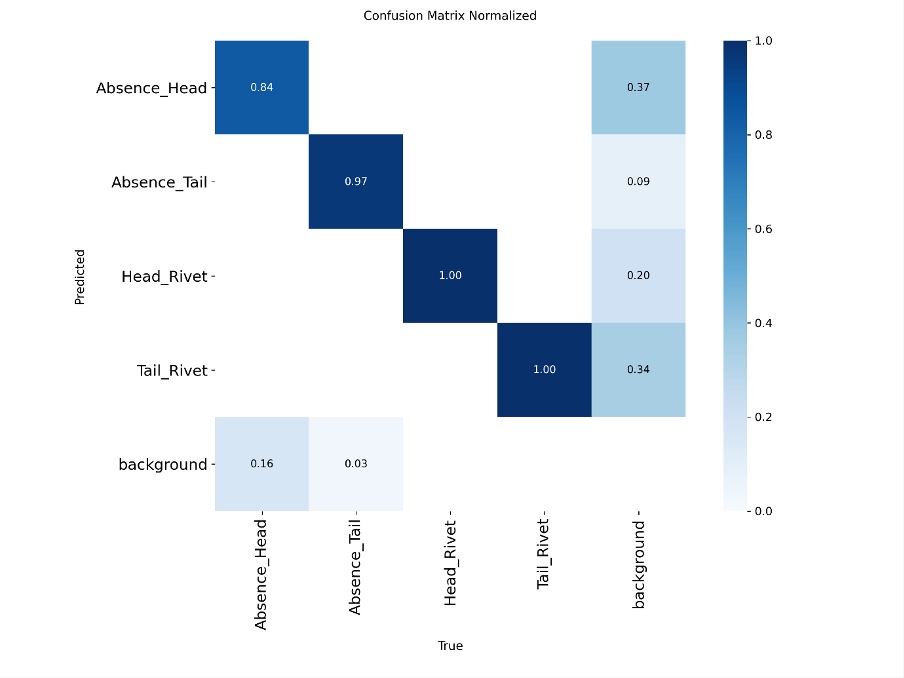 Confusion Matrix Normalized
Absence_Head
0.84
0.37
Absence_Tail
0.97
0.09
Head_Rivet
1.00
0.20
Tail_Rivet
1.00
0.34
background
0.16
0.03
Predicted
Absence_Head
Absence_Tail
Head_Rivet
Tail_Rivet
background
True
1.0
0.8
0.6
0.4
0.2
0.0